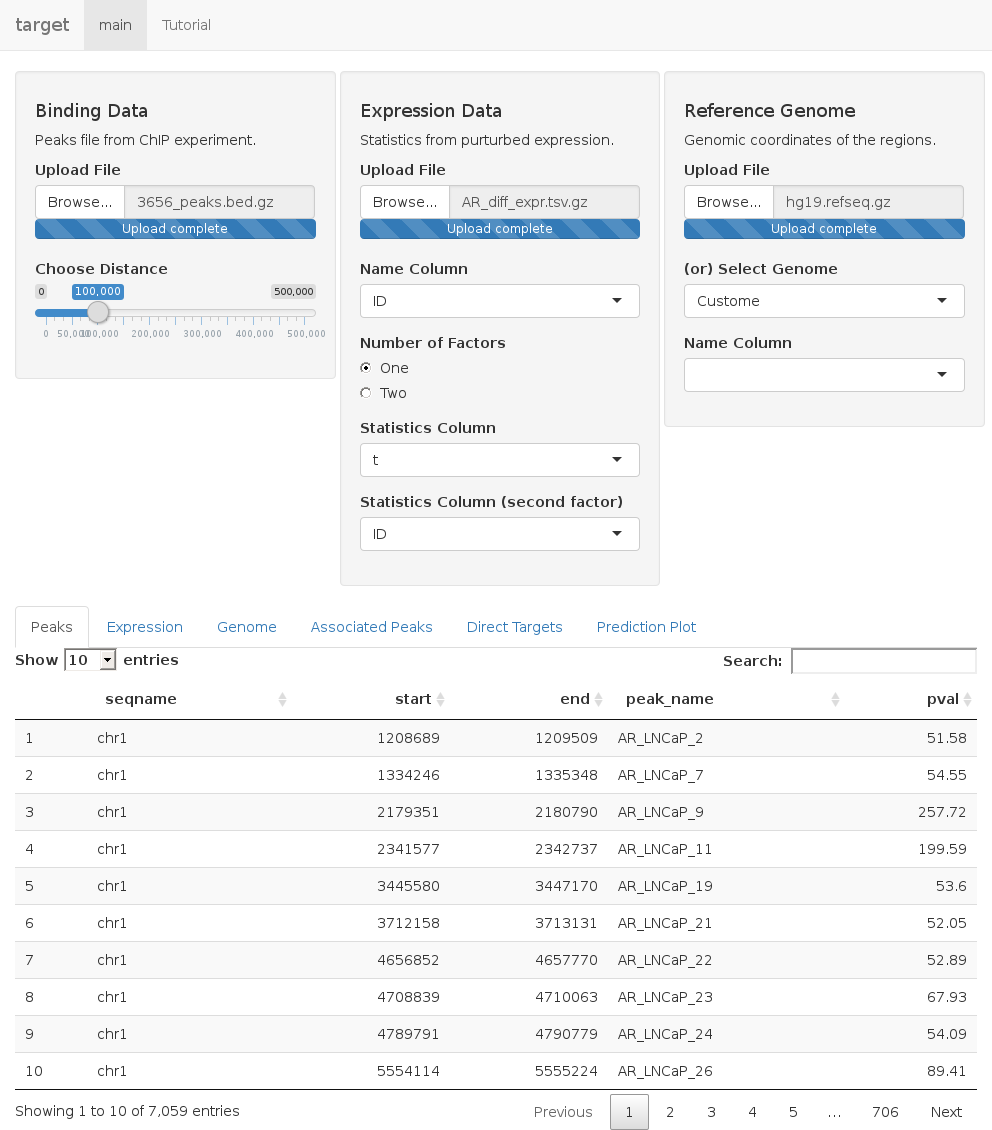 target main Tutorial
Binding Data
Peaks file from ChIP experiment.
Upload File
Browse... 3656_peaks.bed.gz
Upload complete
Choose Distance
0 100,000 500,000
0 50,000 100,000 200,000 300,000 400,000 500,000
Expression Data
Statistics from purturbed expression.
Upload File
Browse... AR_diff_expr.tsv.gz
Upload complete
Name Column
ID
Number of Factors
One
Two
Statistics Column
t
Statistics Column (second factor)
ID
Reference Genome
Genomic coordinates of the regions.
Upload File
Browse... hg19.refseq.gz
Upload complete
(or) Select Genome
Custome
Name Column
Peaks Expression Genome Associated Peaks Direct Targets Prediction Plot
Show 10 entries Search:
seqname start end peak_name pval
1 chr1 1208689 1209509 AR_LNCaP_2 51.58
2 chr1 1334246 1335348 AR_LNCaP_7 54.55
3 chr1 2179351 2180790 AR_LNCaP_9 257.72
4 chr1 2341577 2342737 AR_LNCaP_11 199.59
5 chr1 3445580 3447170 AR_LNCaP_19 53.6
6 chr1 3712158 3713131 AR_LNCaP_21 52.05
7 chr1 4656852 4657770 AR_LNCaP_22 52.89
8 chr1 4708839 4710063 AR_LNCaP_23 67.93
9 chr1 4789791 4790779 AR_LNCaP_24 54.09
10 chr1 5554114 5555224 AR_LNCaP_26 89.41
Showing 1 to 10 of 7,059 entries Previous 1 2 3 4 5 ... 706 Next